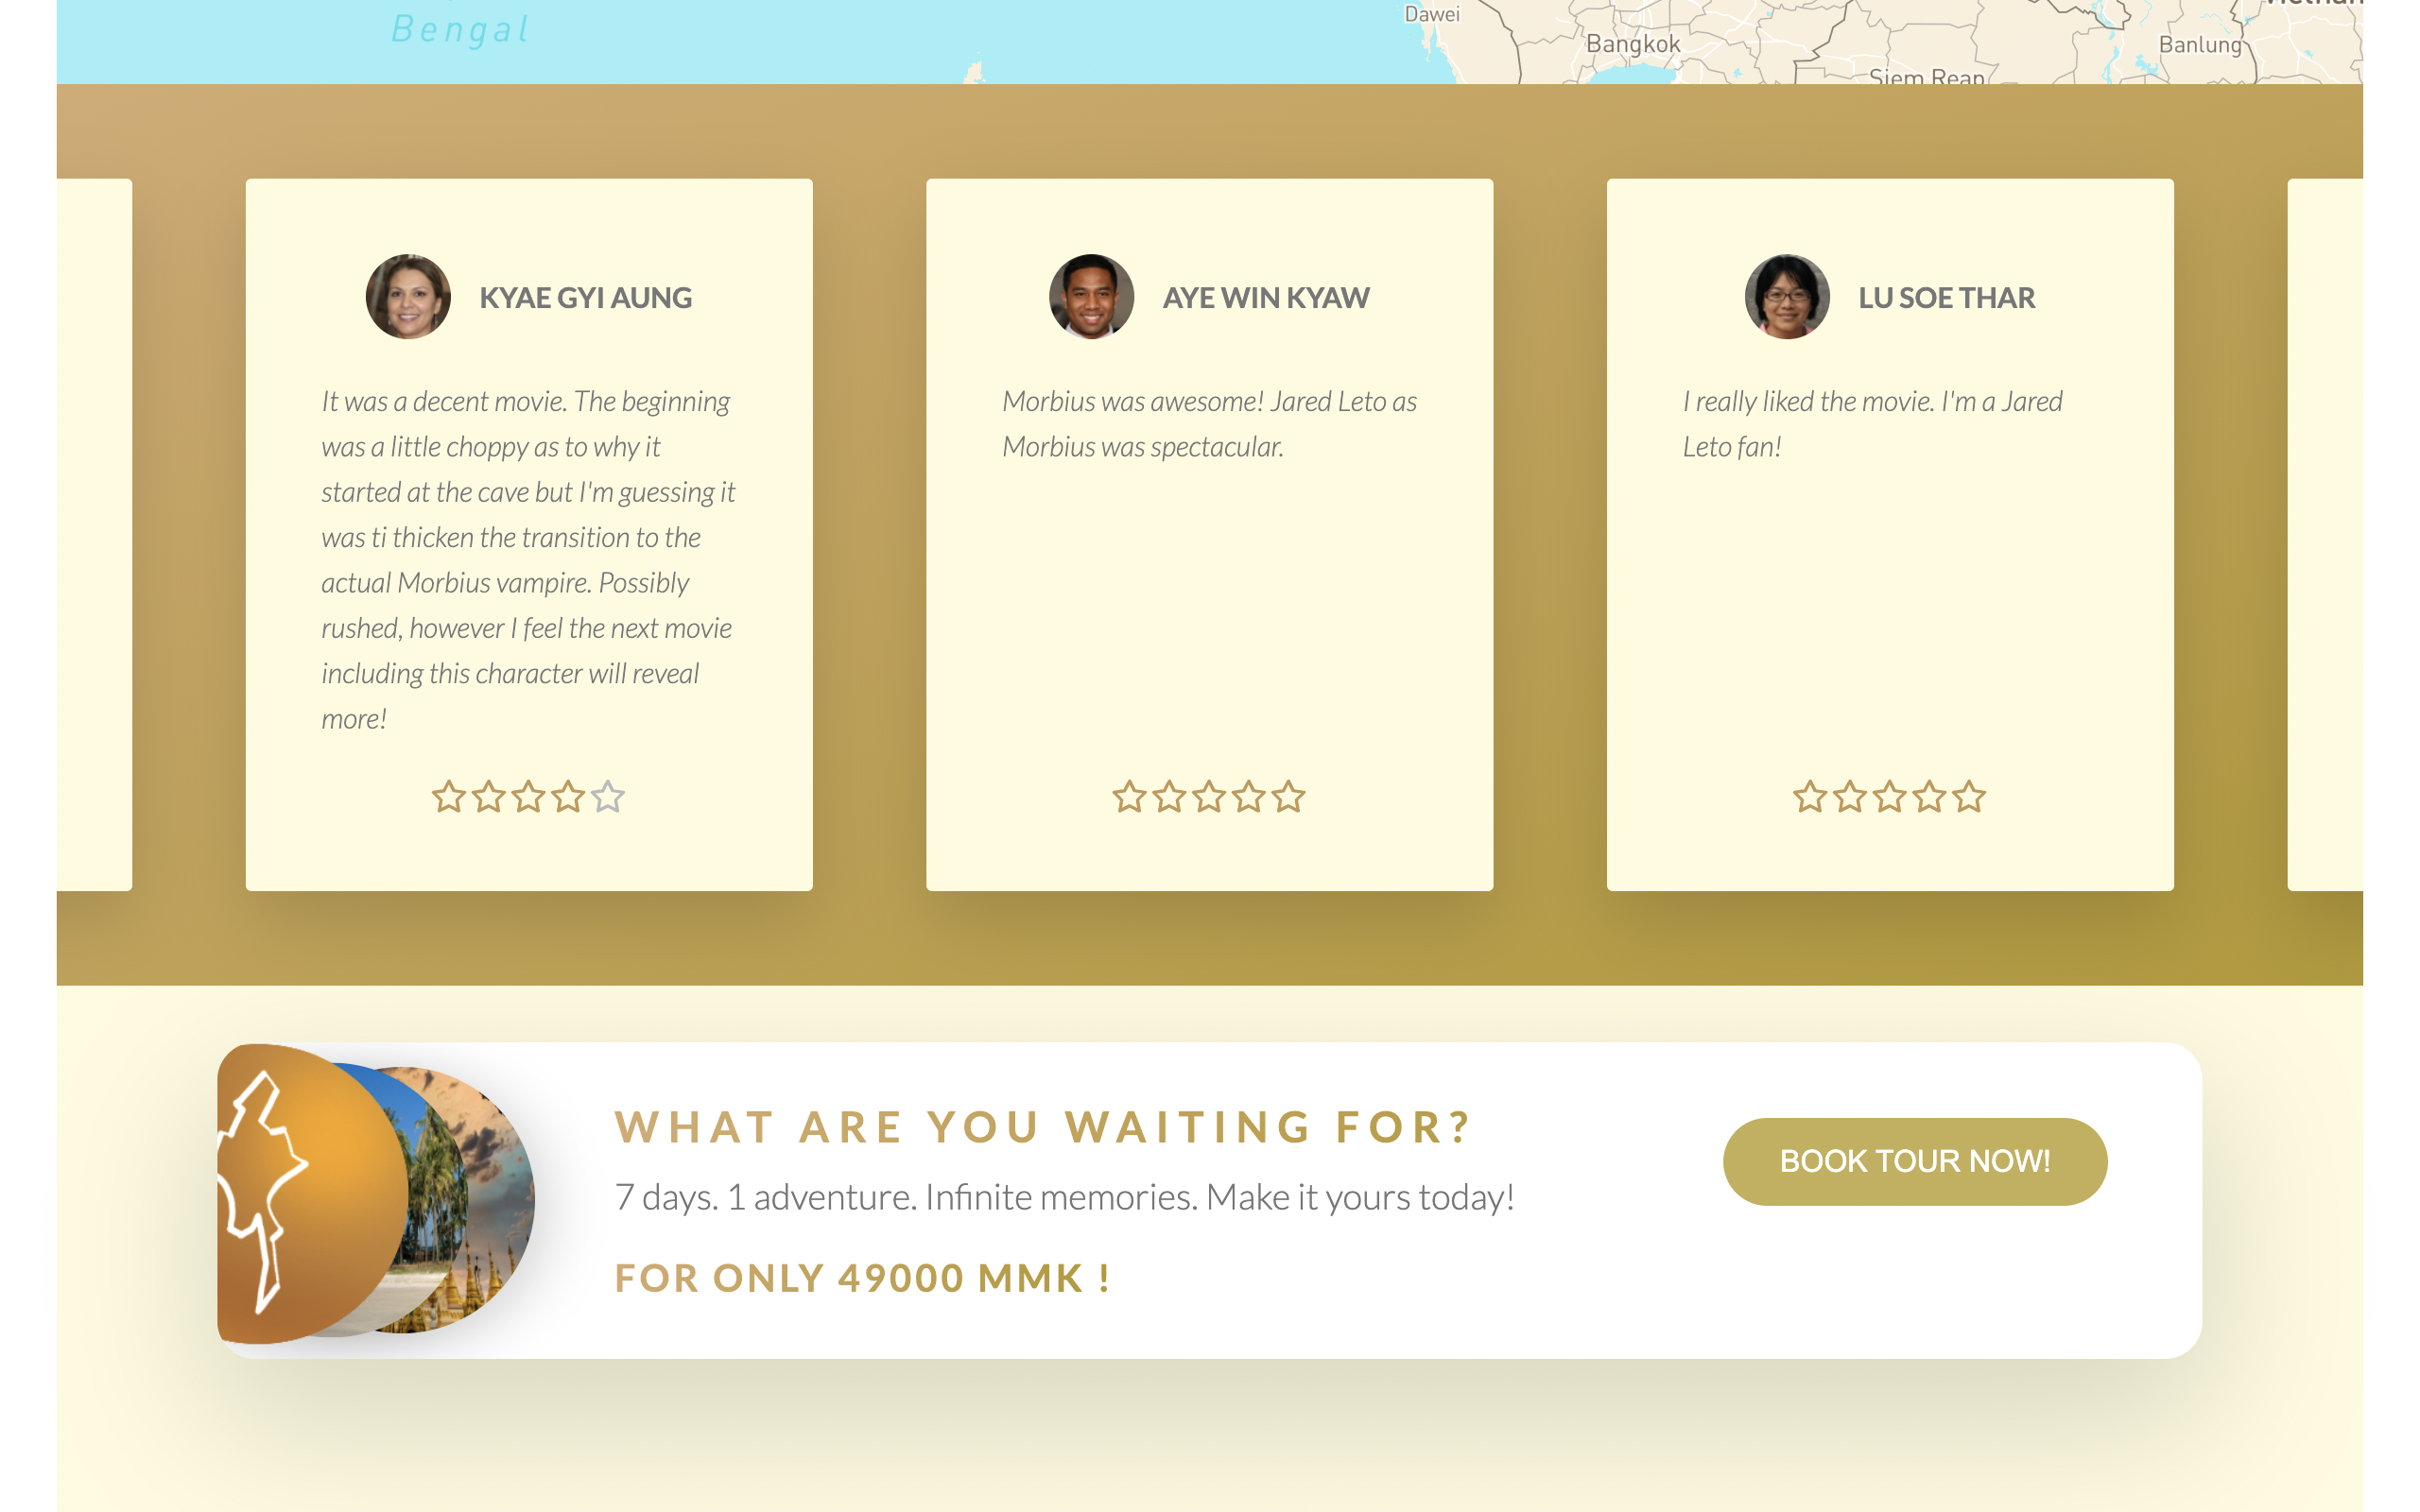 Bengal
Dawei
Bangkok
Banlung
Siem Reap
KYAE GYI AUNG
It was a decent movie. The beginning
was a little choppy as to why it
started at the cave but I'm guessing it
was ti thicken the transition to the
actual Morbius vampire. Possibly
rushed, however I feel the next movie
including this character will reveal
more!
AYE WIN KYAW
Morbius was awesome! Jared Leto as
Morbius was spectacular.
LU SOE THAR
I really liked the movie. I'm a Jared
Leto fan!
WHAT ARE YOU WAITING FOR?
7 days. 1 adventure. Infinite memories. Make it yours today!
FOR ONLY 49000 MMK !
BOOK TOUR NOW!